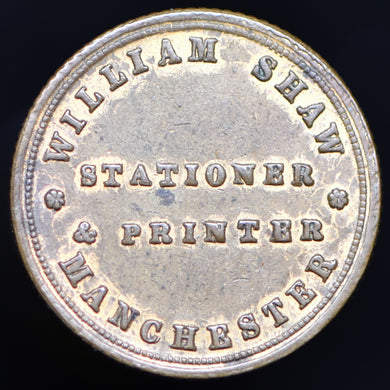 WILLIAM SHAW
STATIONER
& PRINTER
MANCHESTER